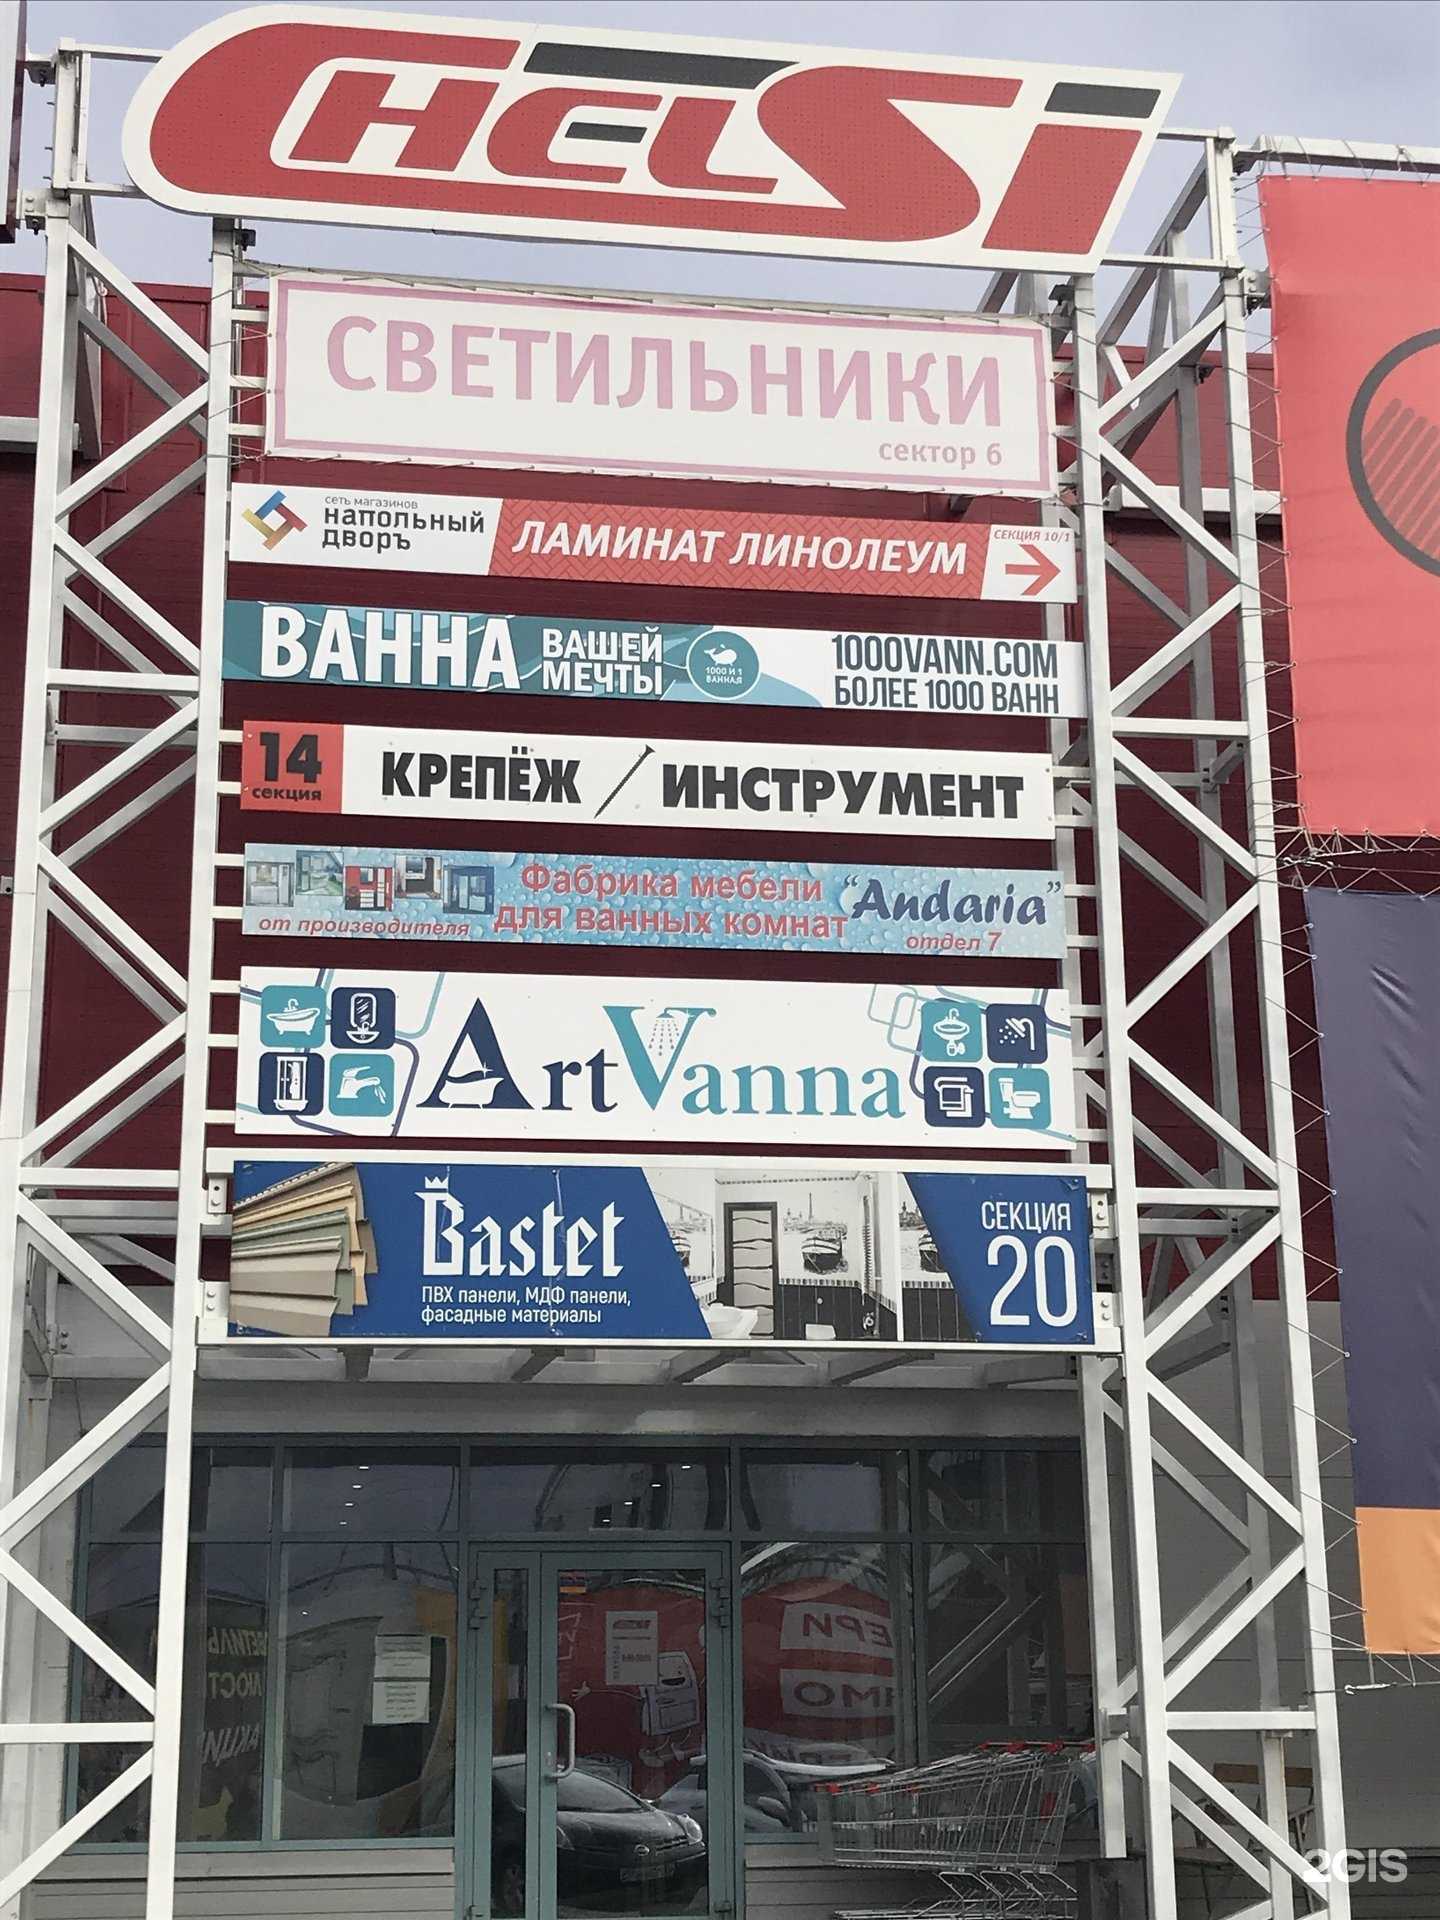 CHELSI
СВЕТИЛЬНИКИ
сектор 6
сеть магазинов
напольный
дворъ
ЛАМИНАТ ЛИНОЛЕУМ
СЕКЦИЯ 10/1
ВАННА
ВАШЕЙ
МЕЧТЫ
1000 И 1
ВАННАЯ
1000VANN.COM
БОЛЕЕ 1000 ВАНН
14
секция
КРЕПЁЖ / ИНСТРУМЕНТ
от производителя
Фабрика мебели
для ванных комнат
"Andaria"
отдел 7
ArtVanna
Bastet
ПВХ панели, МДФ панели,
фасадные материалы
СЕКЦИЯ
20
2GIS